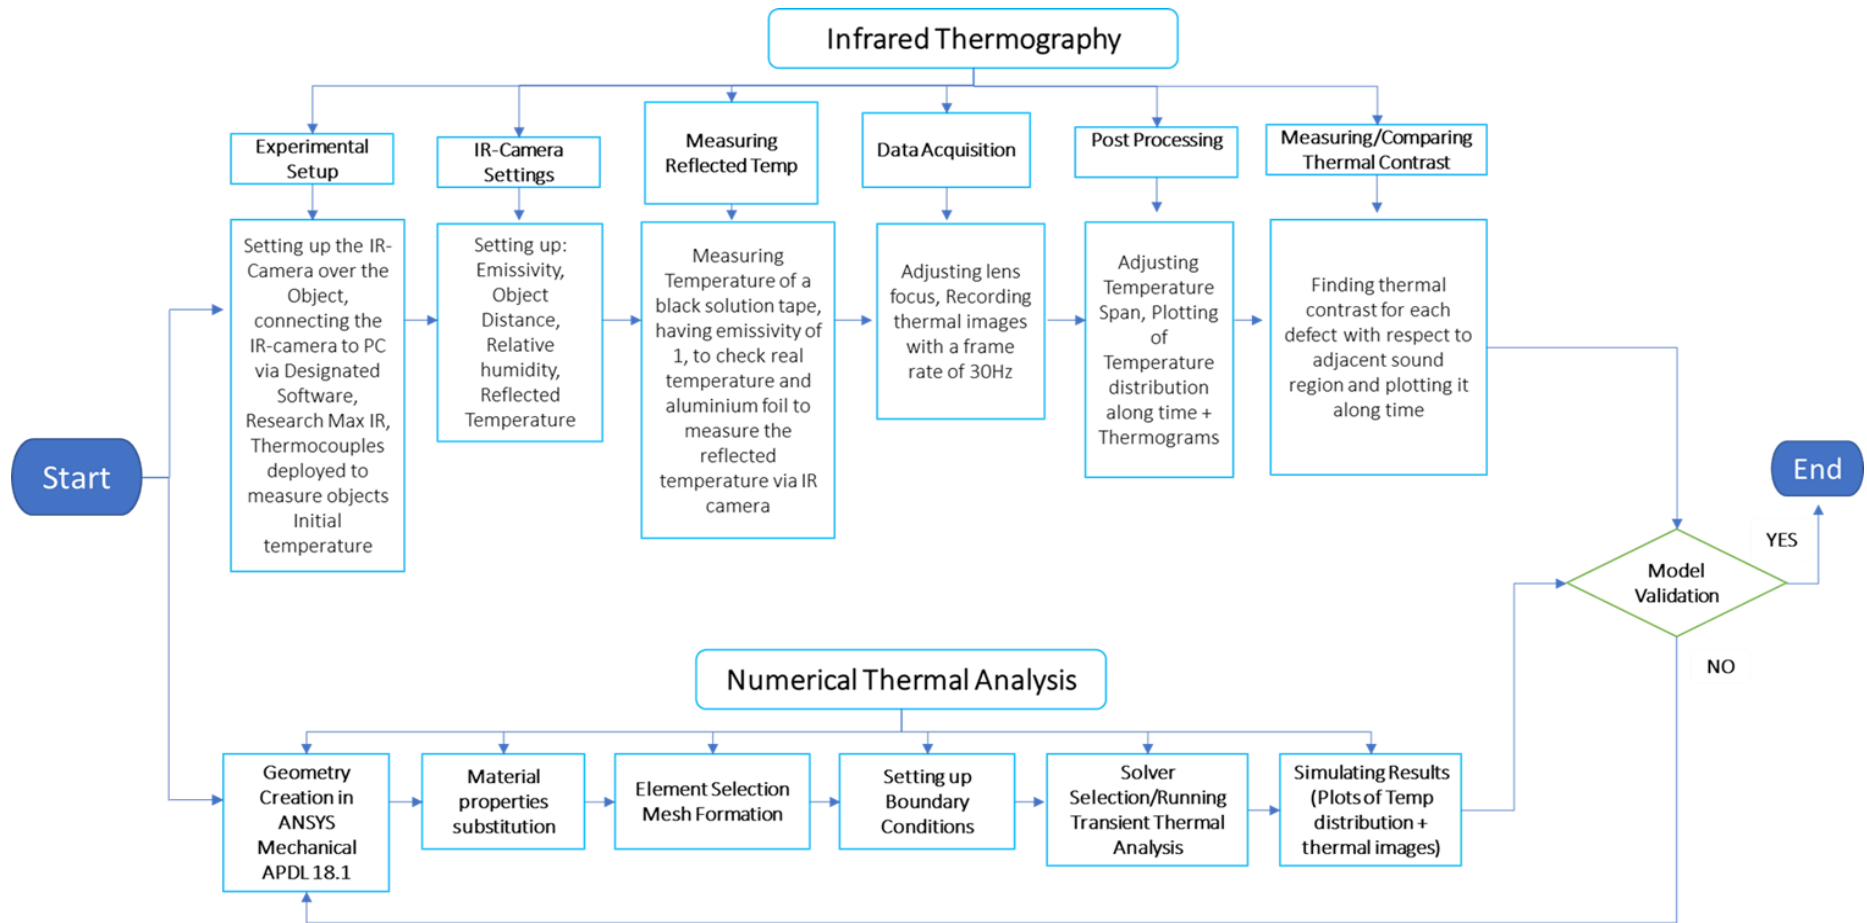 Infrared Thermography
Experimental
Setup
IR-Camera
Settings
Measuring
Reflected Temp
Data Acquisition
Post Processing
Measuring/Comparing
Thermal Contrast
Setting up the IR-
Camera over the
Object,
connecting the
IR-camera to PC
via Designated
Software,
Research Max IR,
Thermocouples
deployed to
measure objects
Initial
temperature
Setting up:
Emissivity,
Object
Distance,
Relative
humidity,
Reflected
Temperature
Measuring
Temperature of a
black solution tape,
having emissivity of
1, to check real
temperature and
aluminium foil to
measure the
reflected
temperature via IR
camera
Adjusting lens
focus, Recording
thermal images
with a frame
rate of 30Hz
Adjusting
Temperature
Span, Plotting
of
Temperature
distribution
along time +
Thermograms
Finding thermal
contrast for each
defect with respect to
adjacent sound
region and plotting it
along time
Start
End
YES
Model
Validation
NO
Numerical Thermal Analysis
Geometry
Creation in
ANSYS
Mechanical
APDL 18.1
Material
properties
substitution
Element Selection
Mesh Formation
Setting up
Boundary
Conditions
Solver
Selection/Running
Transient Thermal
Analysis
Simulating Results
(Plots of Temp
distribution +
thermal images)